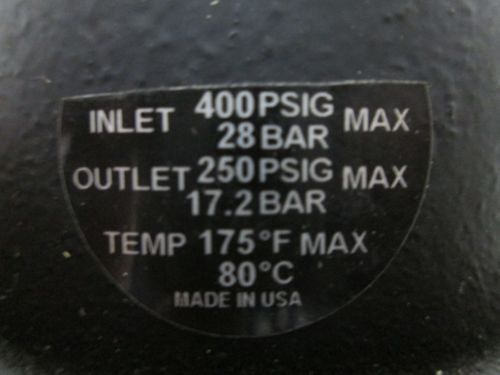 INLET 400 PSIG MAX
28 BAR
OUTLET 250 PSIG MAX
17.2 BAR
TEMP 175°F MAX
80°C
MADE IN USA